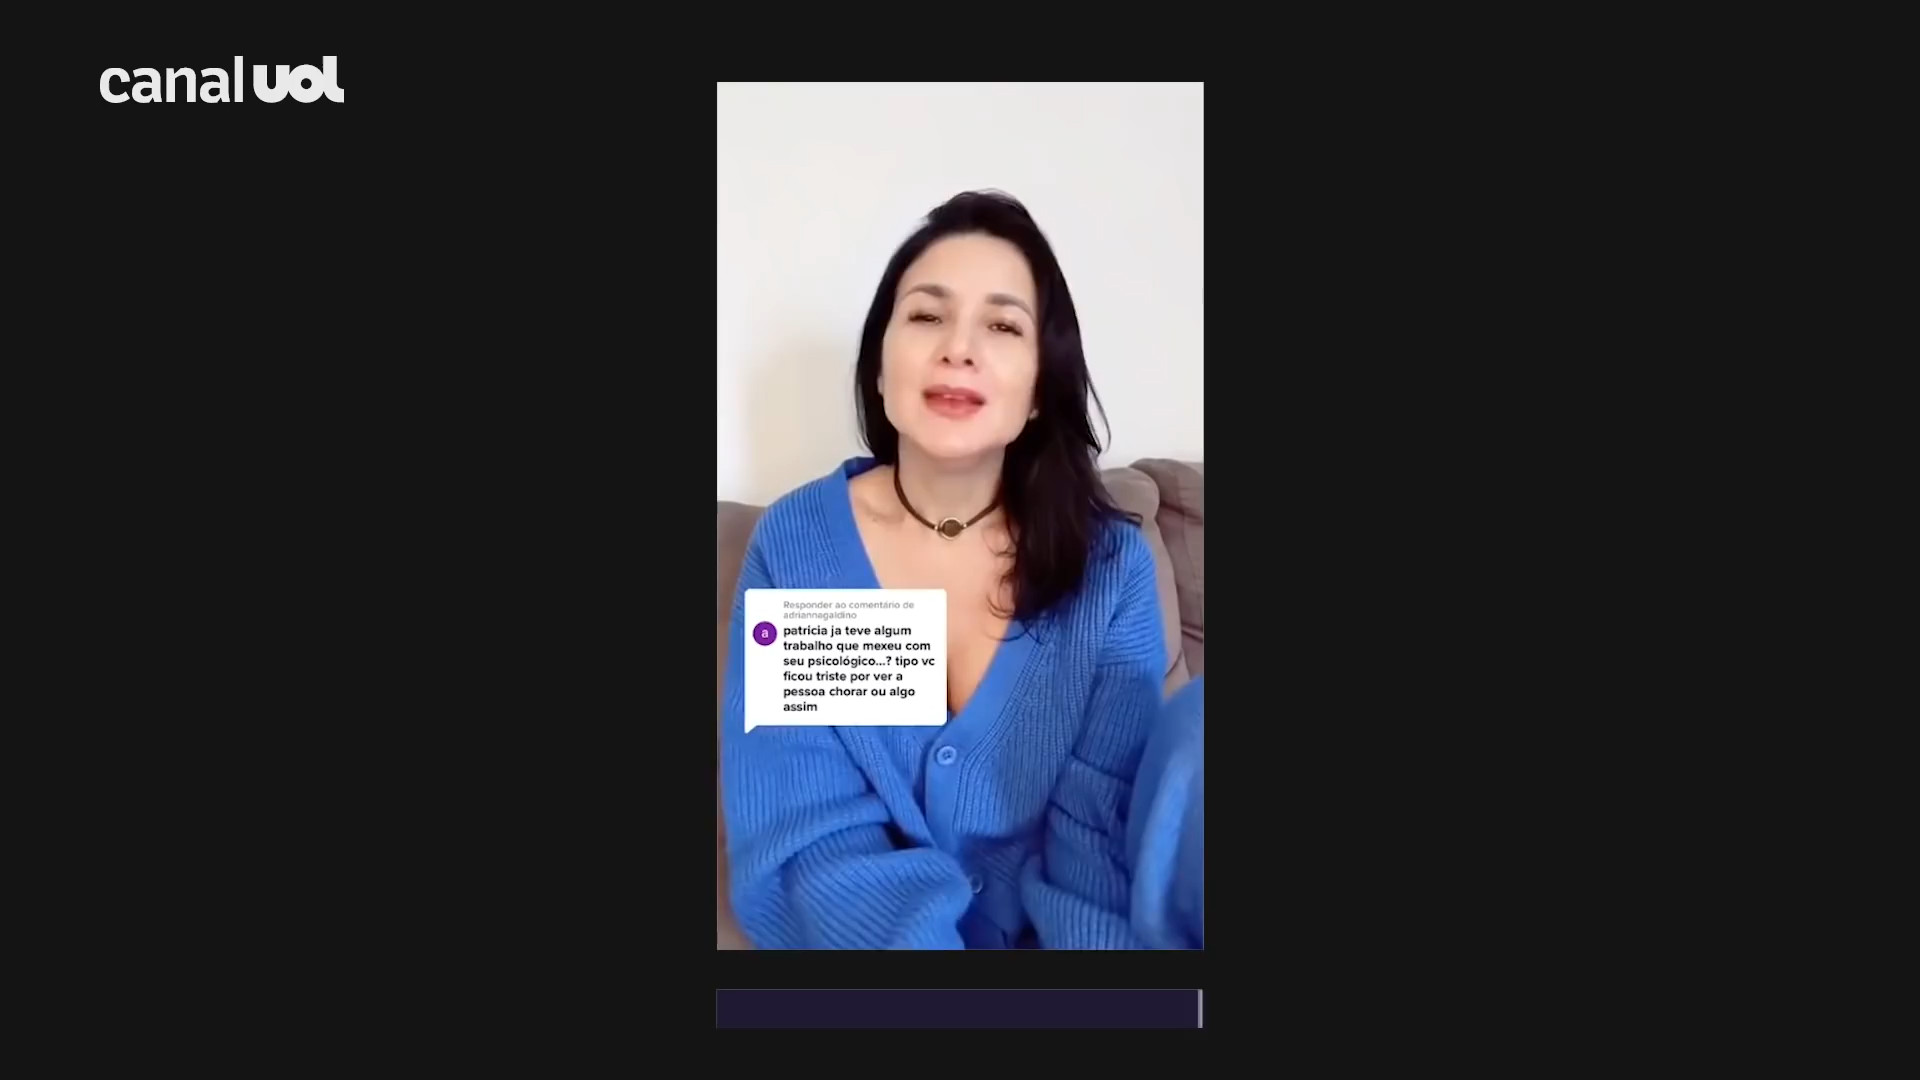 canal uol
Responder ao comentário de
adriannagaldino
a
patrícia ja teve algum
trabalho que mexeu com
seu psicológico...? tipo vc
ficou triste por ver a
pessoa chorar ou algo
assim